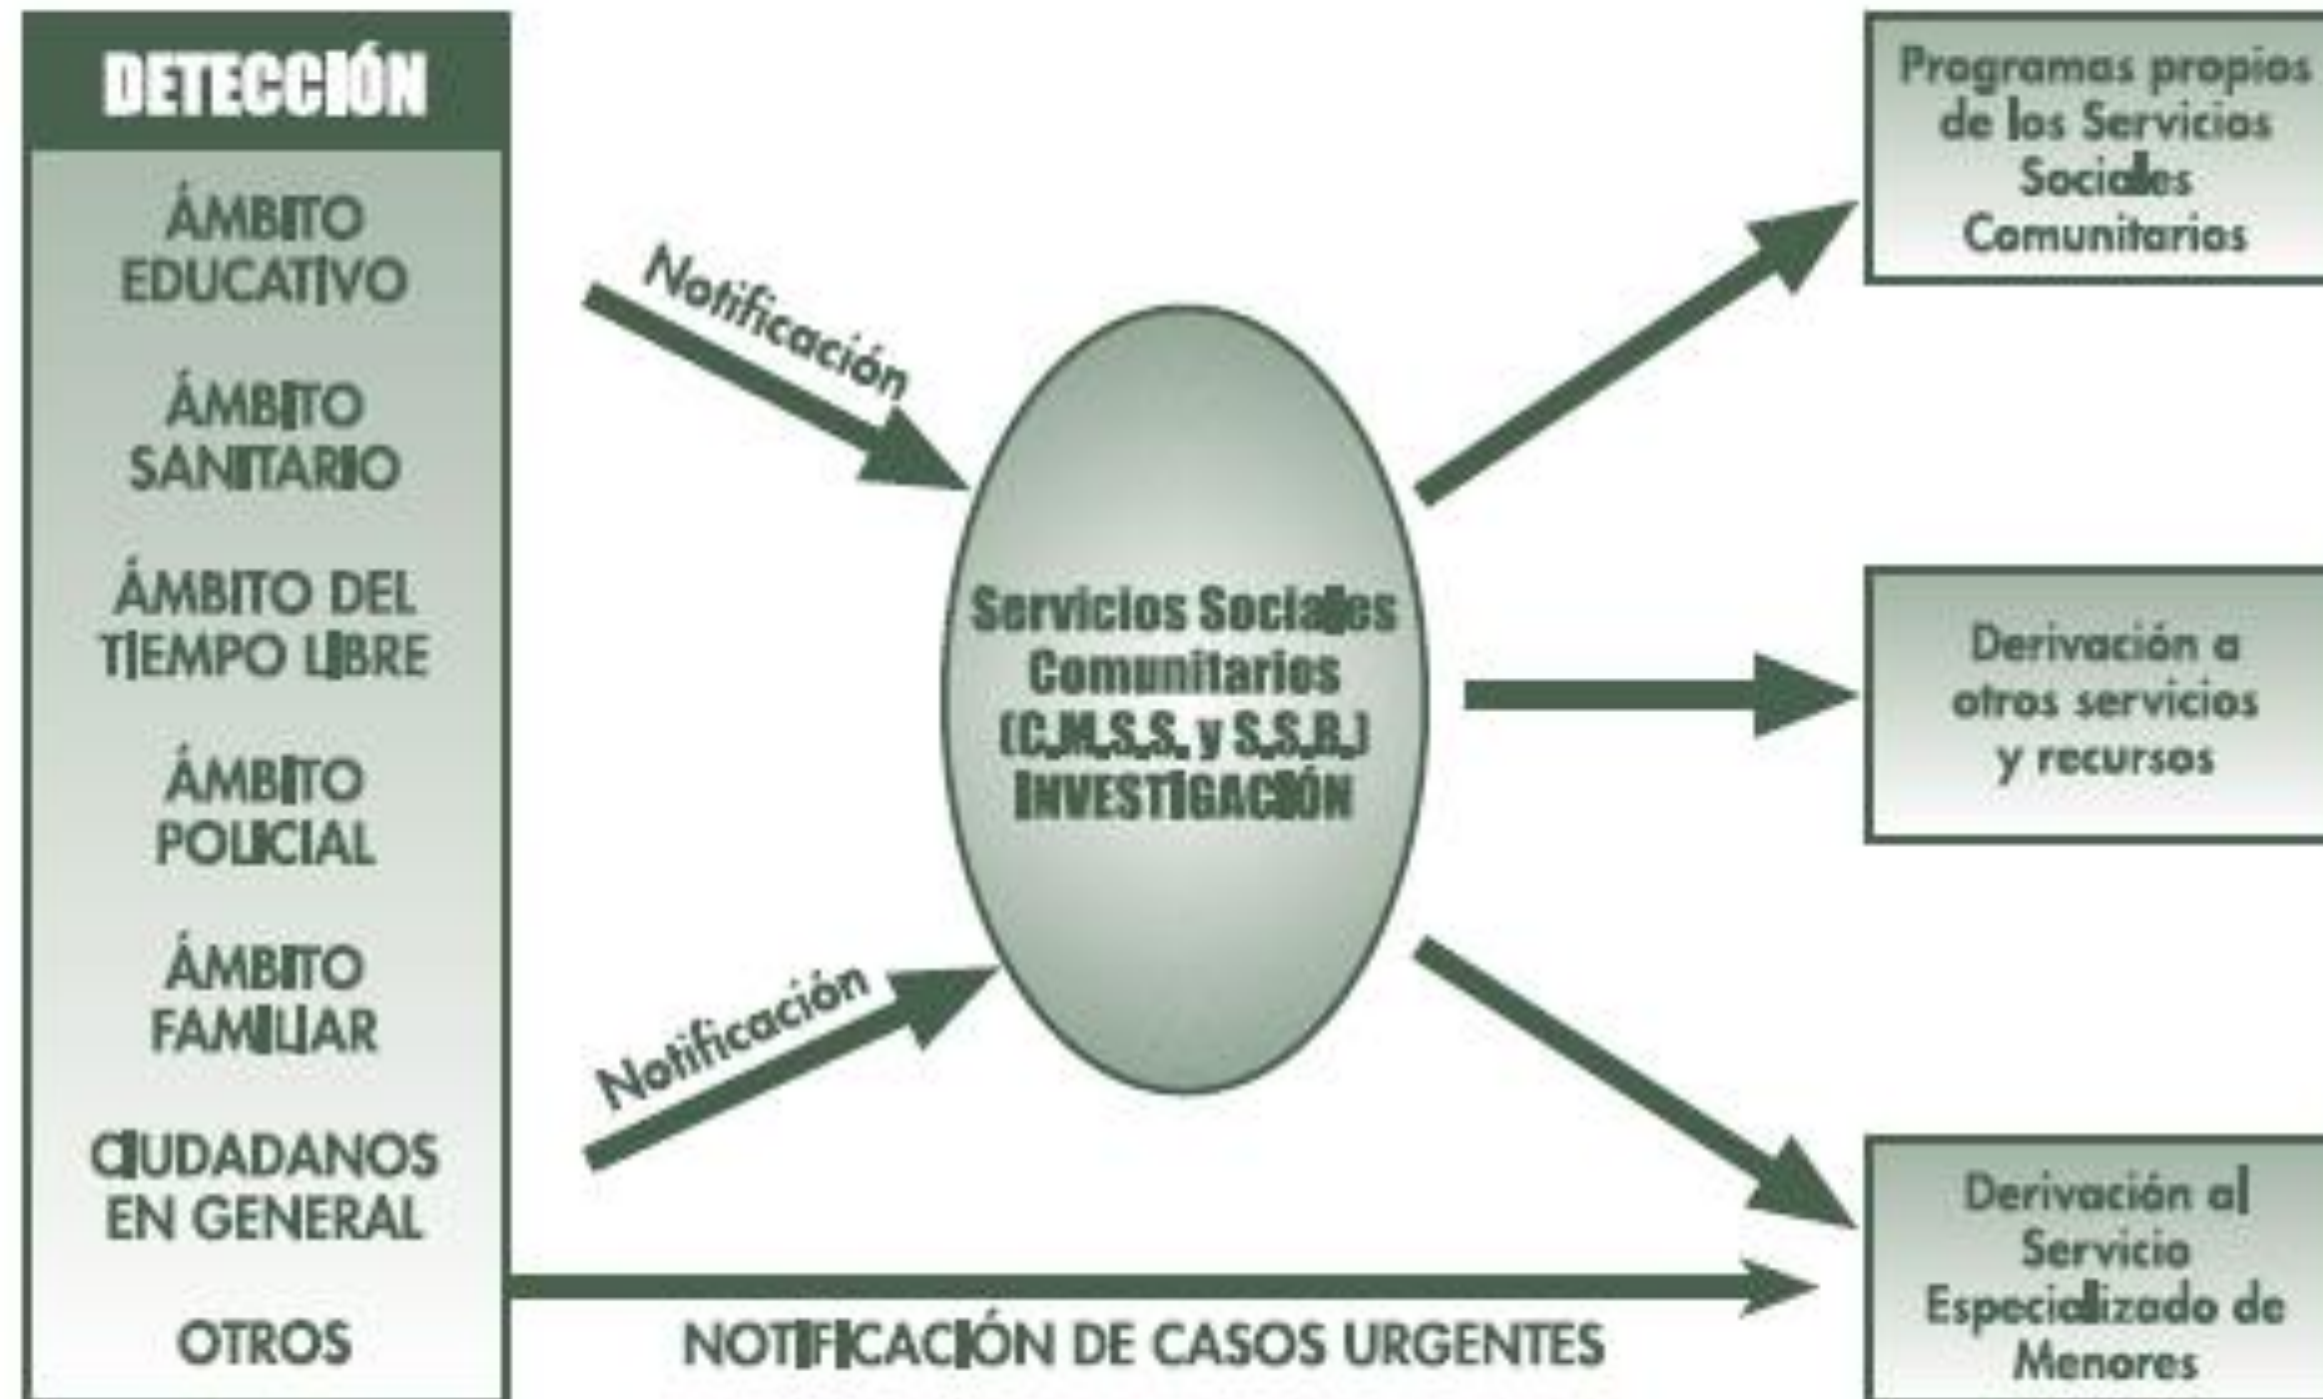 DETECCIÓN
ÁMBITO
EDUCATIVO
ÁMBITO
SANITARIO
ÁMBITO DEL
TIEMPO LIBRE
ÁMBITO
POLICIAL
ÁMBITO
FAMILIAR
CIUDADANOS
EN GENERAL
OTROS
Notificación
Notificación
NOTIFICACIÓN DE CASOS URGENTES
Servicios Sociales
Comunitarios
(C.M.S.S. y S.S.B.)
INVESTIGACIÓN
Programas propios
de los Servicios
Sociales
Comunitarios
Derivación a
otros servicios
y recursos
Derivación al
Servicio
Especializado de
Menores